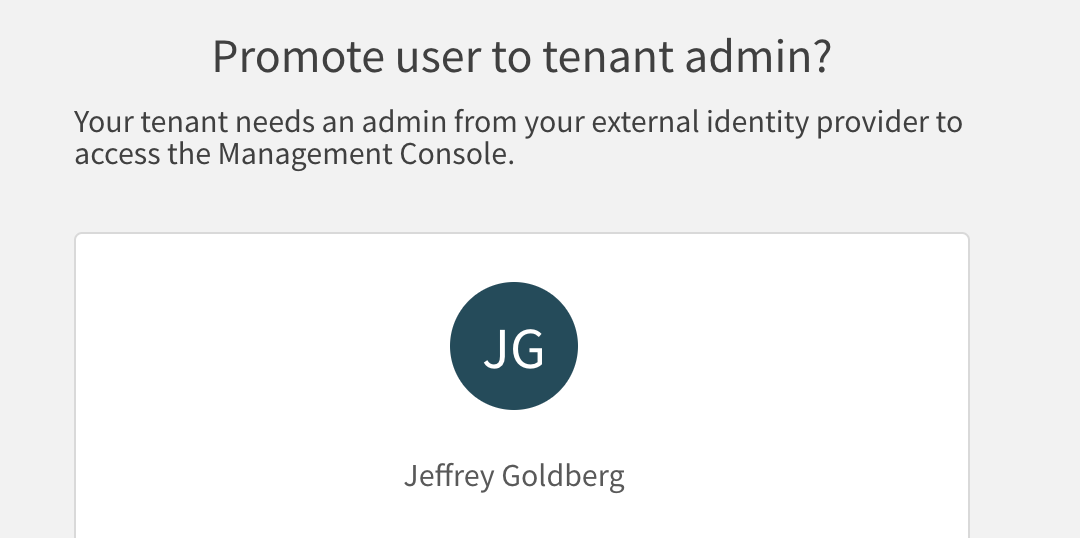 Promote user to tenant admin?
Your tenant needs an admin from your external identity provider to
access the Management Console.
JG
Jeffrey Goldberg